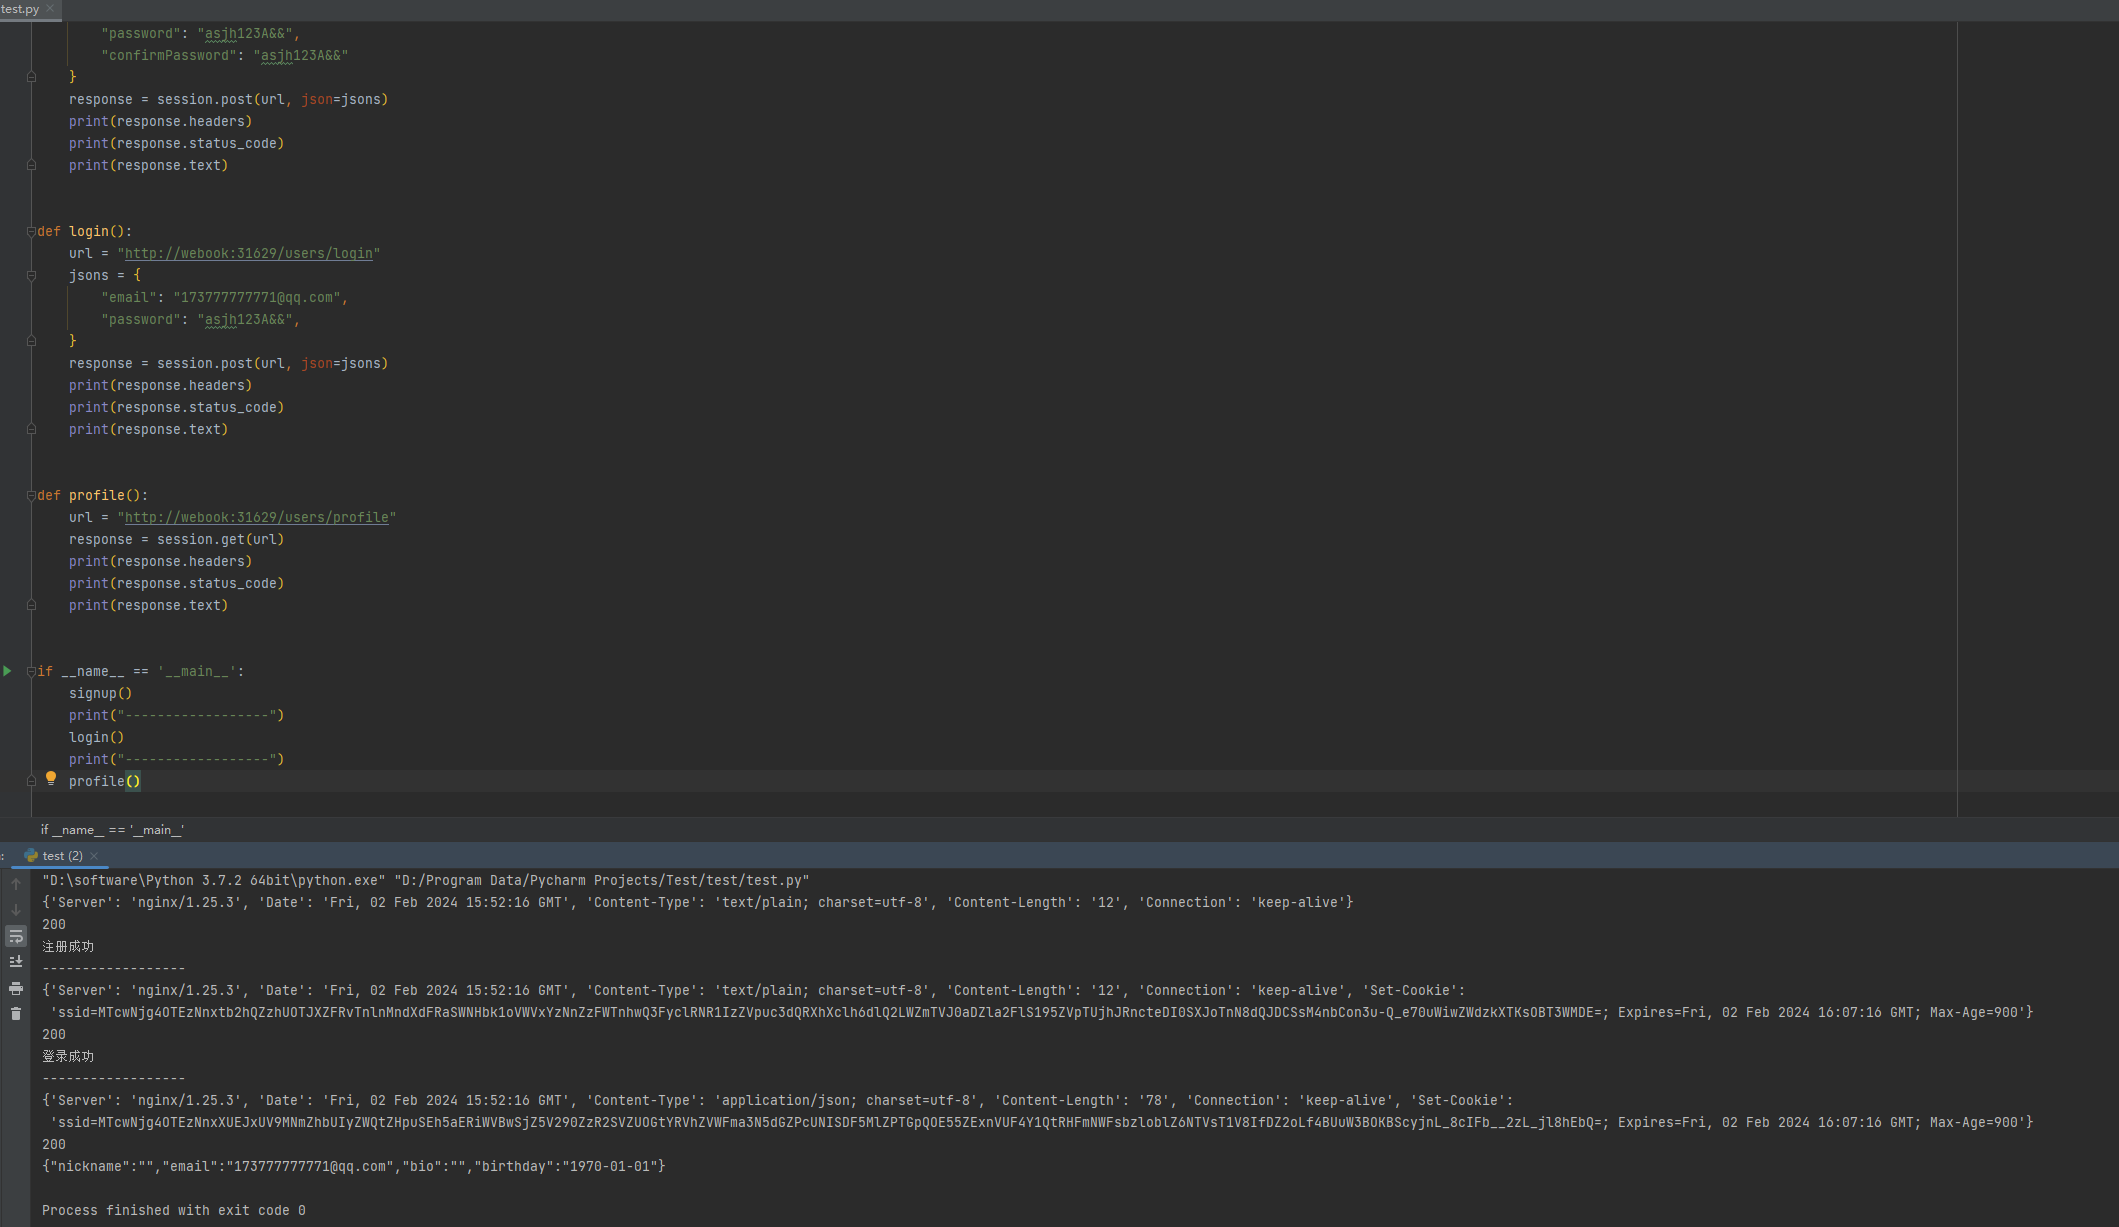 test.py
"password": "asjh123A&&",
"confirmPassword": "asjh123A&&"
}
response = session.post(url, json=jsons)
print(response.headers)
print(response.status_code)
print(response.text)
def login():
url = "http://webook:31629/users/login"
jsons = {
"email": "173777777771@qq.com",
"password": "asjh123A&&",
}
response = session.post(url, json=jsons)
print(response.headers)
print(response.status_code)
print(response.text)
def profile():
url = "http://webook:31629/users/profile"
response = session.get(url)
print(response.headers)
print(response.status_code)
print(response.text)
if __name__ == '__main__':
signup()
print("------------------")
login()
print("------------------")
profile()
if __name__ == '__main__'
test (2)
"D:\software\Python 3.7.2 64bit\python.exe" "D:/Program Data/Pycharm Projects/Test/test/test.py"
{'Server': 'nginx/1.25.3', 'Date': 'Fri, 02 Feb 2024 15:52:16 GMT', 'Content-Type': 'text/plain; charset=utf-8', 'Content-Length': '12', 'Connection': 'keep-alive'}
200
注册成功
------------------
{'Server': 'nginx/1.25.3', 'Date': 'Fri, 02 Feb 2024 15:52:16 GMT', 'Content-Type': 'text/plain; charset=utf-8', 'Content-Length': '12', 'Connection': 'keep-alive', 'Set-Cookie':
Expires=Fri, 02 Feb 2024 16:07:16 GMT; Max-Age=900'}
200
登录成功
------------------
{'Server': 'nginx/1.25.3', 'Date': 'Fri, 02 Feb 2024 15:52:16 GMT', 'Content-Type': 'application/json; charset=utf-8', 'Content-Length': '78', 'Connection': 'keep-alive', 'Set-Cookie':
Expires=Fri, 02 Feb 2024 16:07:16 GMT; Max-Age=900'}
200
{"nickname":"","email":"173777777771@qq.com","bio":"","birthday":"1970-01-01"}
Process finished with exit code 0